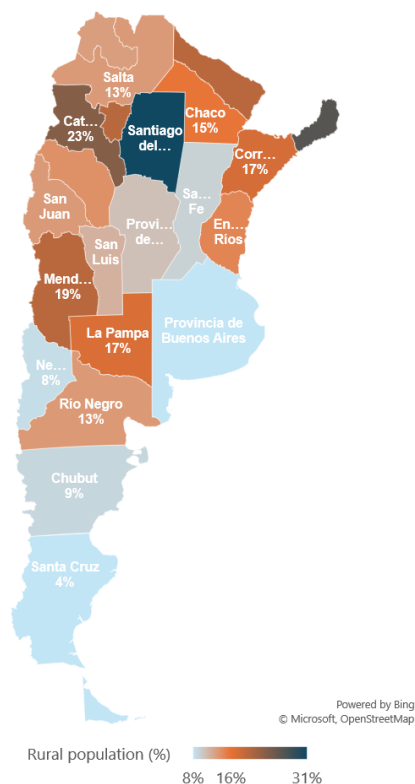 Salta
13%
Chaco
15%
Cat...
23%
Santiago
del ...
Corr...
17%
San
Juan
Sa...
Fe
Provi...
de...
En...
Rios
San
Luis
Mend...
19%
La Pampa
17%
Provincia de
Buenos Aires
Ne...
8%
Rio Negro
13%
Chubut
9%
Santa Cruz
4%
Powered by Bing
© Microsoft, OpenStreetMap
Rural population (%)
8% 16% 31%